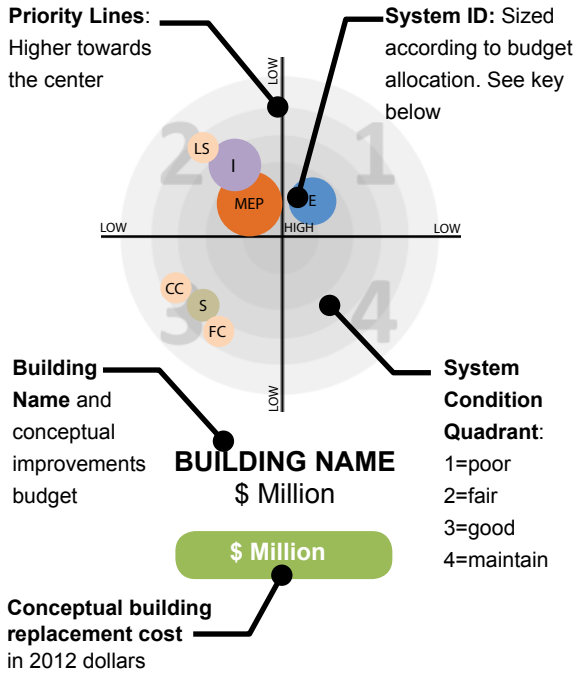 Priority Lines:
Higher towards
the center
System ID: Sized
according to budget
allocation. See key
below
LOW
2
1
LS
I
MEP
E
LOW
HIGH
LOW
CC
S
FC
3
4
LOW
Building
Name and
conceptual
improvements
budget
BUILDING NAME
$ Million
$ Million
System
Condition
Quadrant:
1=poor
2=fair
3=good
4=maintain
Conceptual building
replacement cost
in 2012 dollars